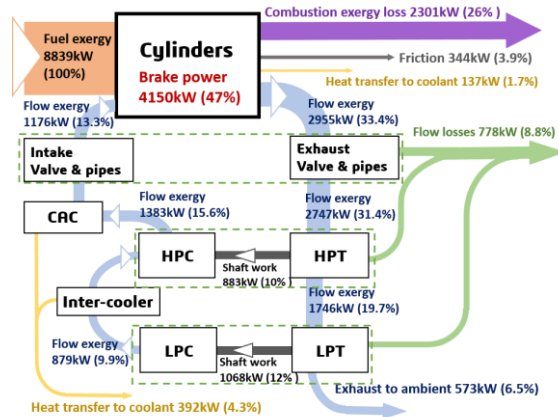 Combustion exergy loss 2301kW (26% )
Fuel exergy
8839kW
(100%)
Cylinders
Brake power
4150kW (47%)
Friction 344kW (3.9%)
Heat transfer to coolant 137kW (1.7%)
Flow exergy
1176kW (13.3%)
Flow exergy
2955kW (33.4%)
Flow losses 778kW (8.8%)
Intake
Valve & pipes
Exhaust
Valve & pipes
CAC
Flow exergy
1383kW (15.6%)
Flow exergy
2747kW (31.4%)
HPC
HPT
Shaft work
883kW (10%)
Flow exergy
1746kW (19.7%)
Inter-cooler
Flow exergy
879kW (9.9%)
LPC
LPT
Shaft work
1068kW (12% )
Exhaust to ambient 573kW (6.5%)
Heat transfer to coolant 392kW (4.3%)